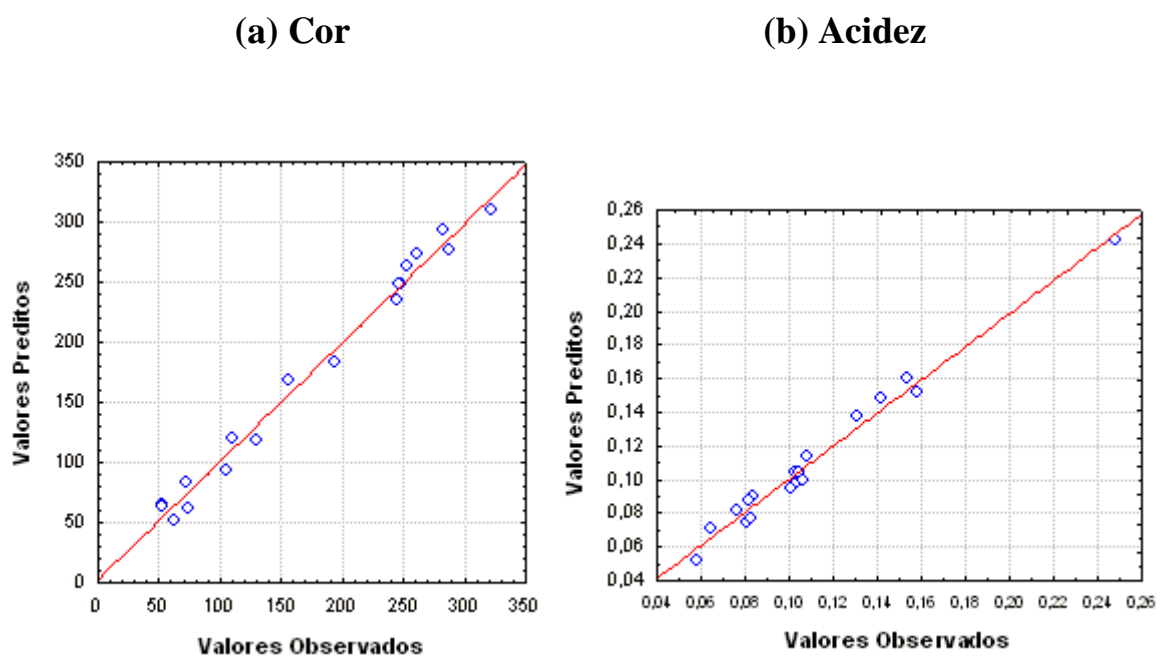 (a) Cor
(b) Acidez
350
300
250
200
150
100
50
0
Valores Preditos
0 50 100 150 200 250 300 350
Valores Observados
0,26
0,24
0,22
0,20
0,18
0,16
0,14
0,12
0,10
0,08
0,06
0,04
Valores Preditos
0,04 0,06 0,08 0,10 0,12 0,14 0,16 0,18 0,20 0,22 0,24 0,26
Valores Observados